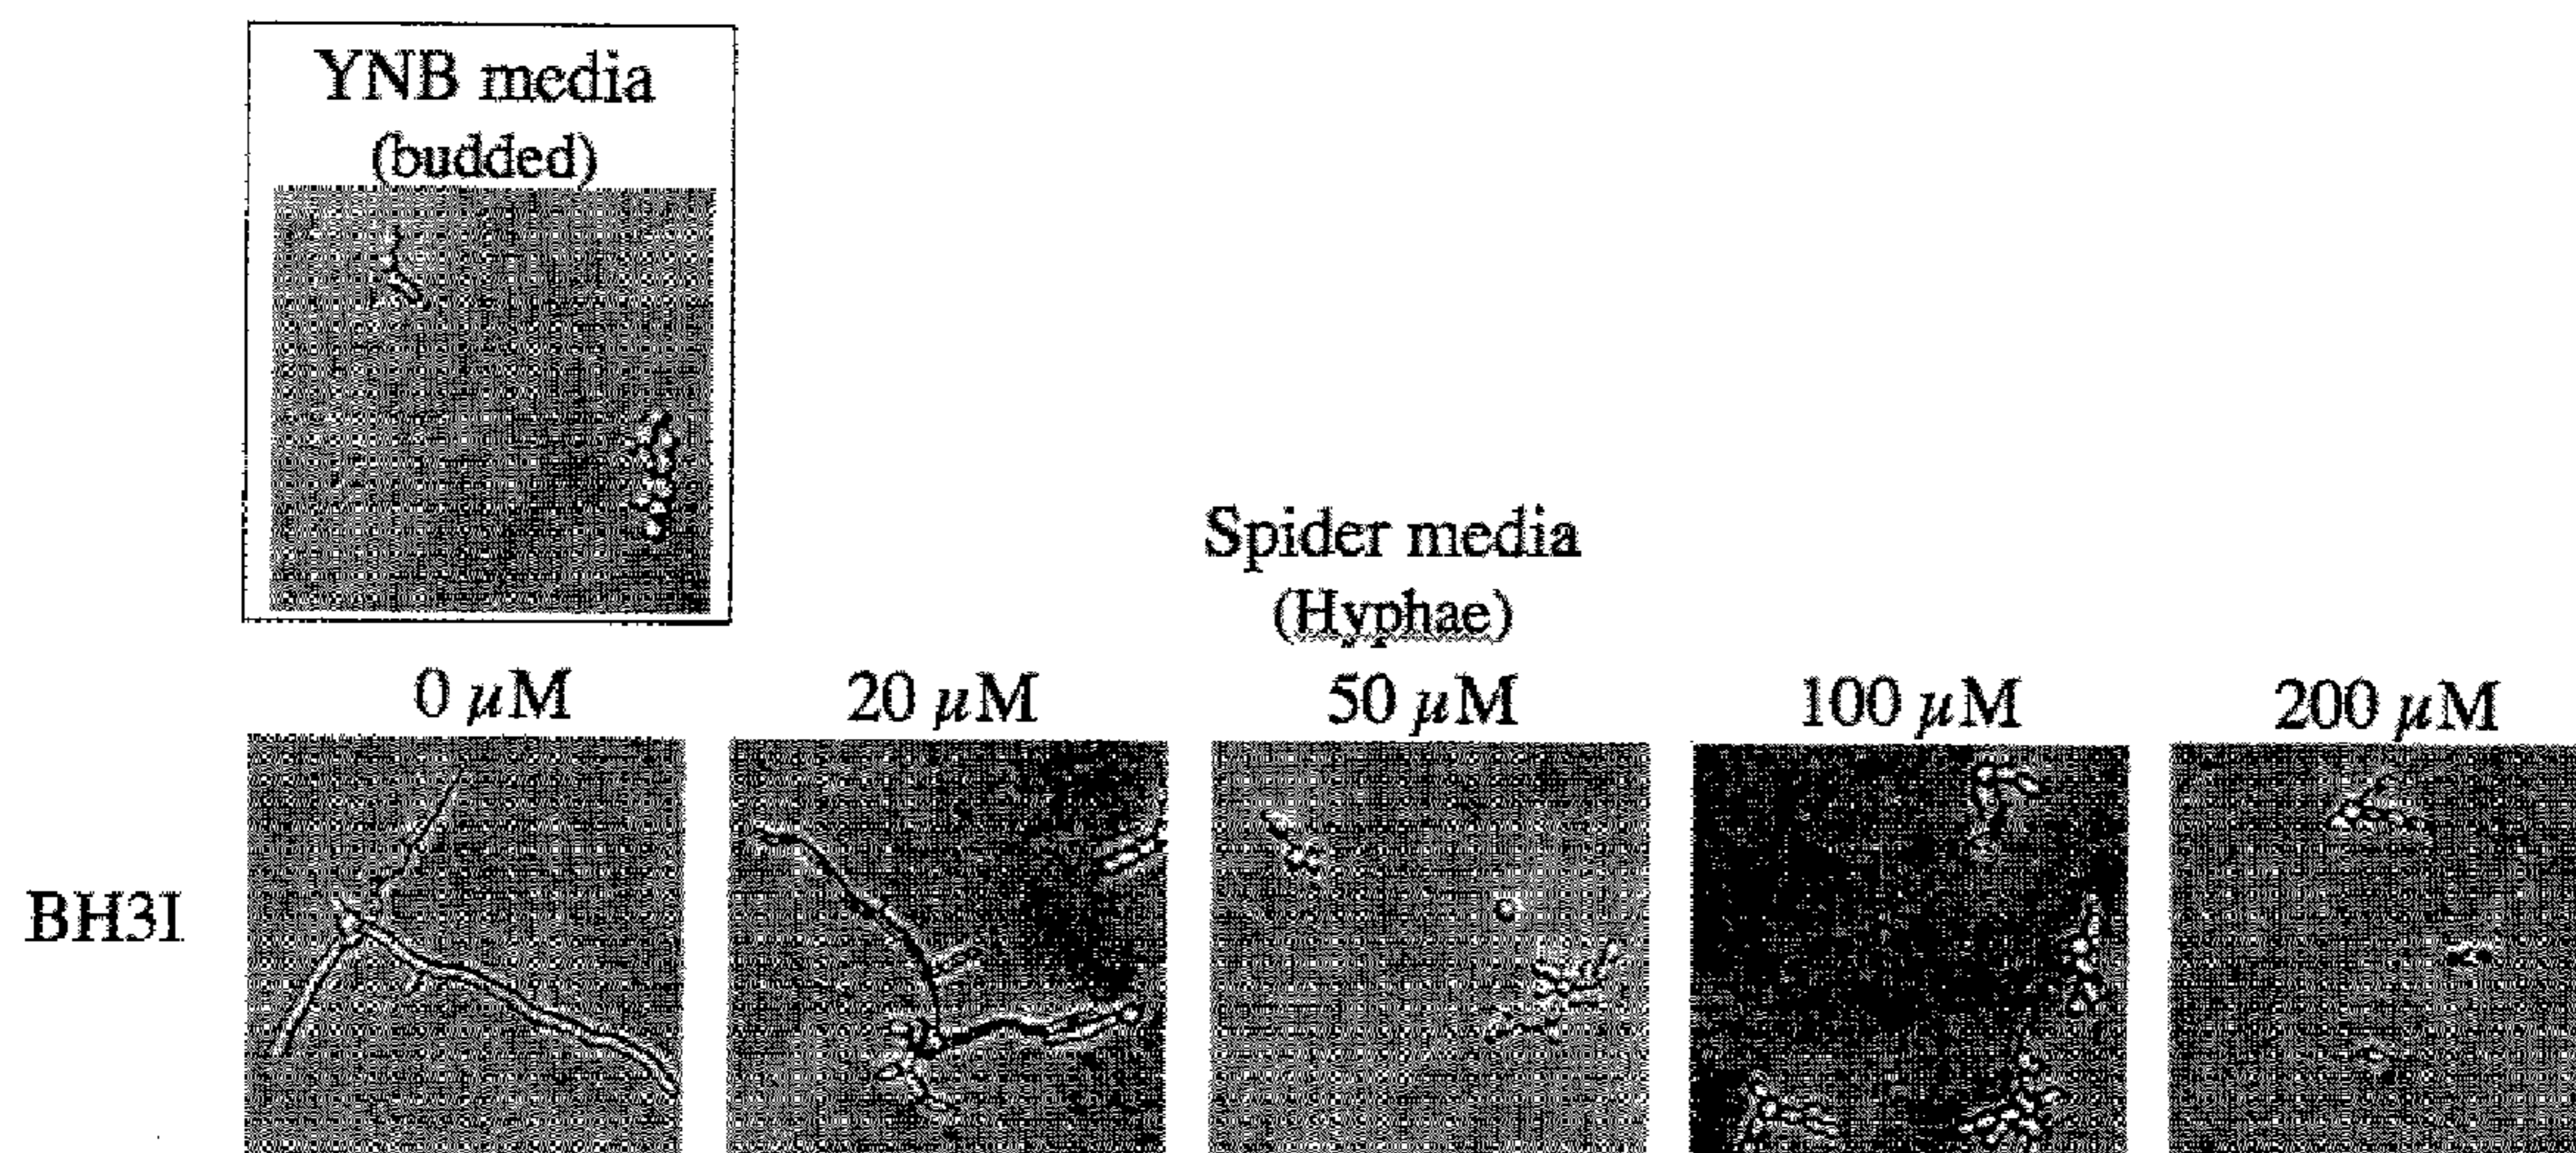 YNB media
(budded)
Spider media
(Hyphae)
0 µM
20 µM
50 µM
100 µM
200 µM
BH3I